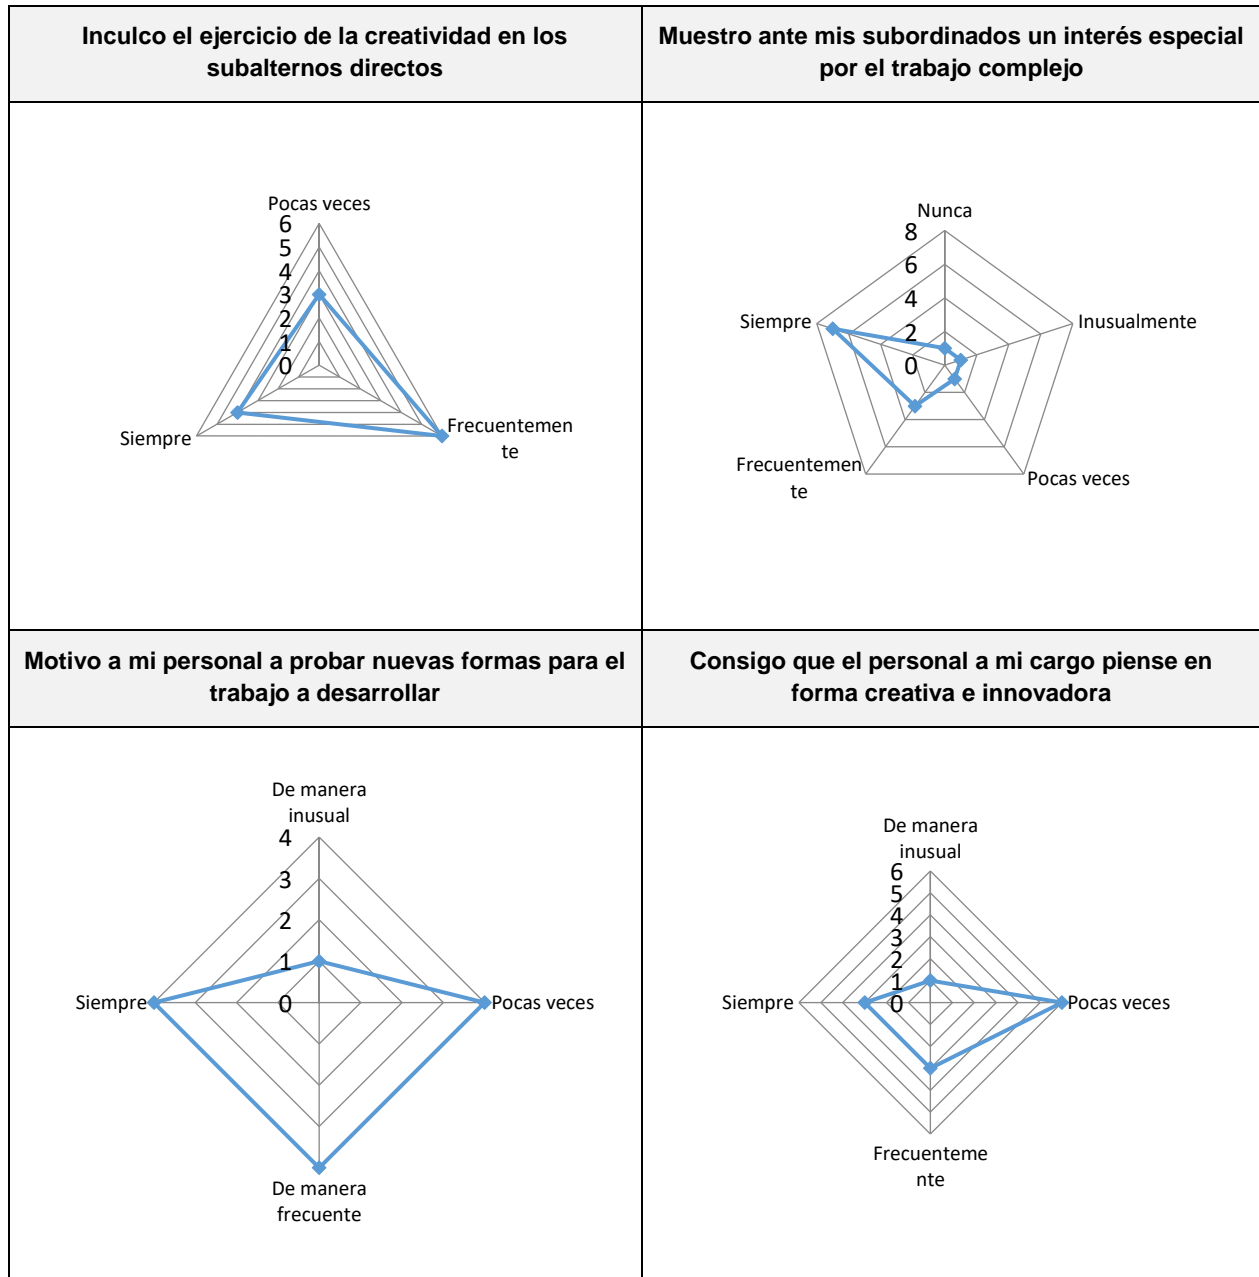 Inculco el ejercicio de la creatividad en los
subalternos directos
Muestro ante mis subordinados un interés especial
por el trabajo complejo
Pocas veces
6
5
4
3
2
1
0
Siempre
Frecuentemen
te
Nunca
8
6
4
2
0
Siempre
Inusualmente
Frecuentemen
te
Pocas veces
Motivo a mi personal a probar nuevas formas para el
trabajo a desarrollar
Consigo que el personal a mi cargo piense en
forma creativa e innovadora
De manera
inusual
4
3
2
1
0
Siempre
Pocas veces
De manera
frecuente
De manera
inusual
6
5
4
3
2
1
0
Siempre
Pocas veces
Frecuenteme
nte